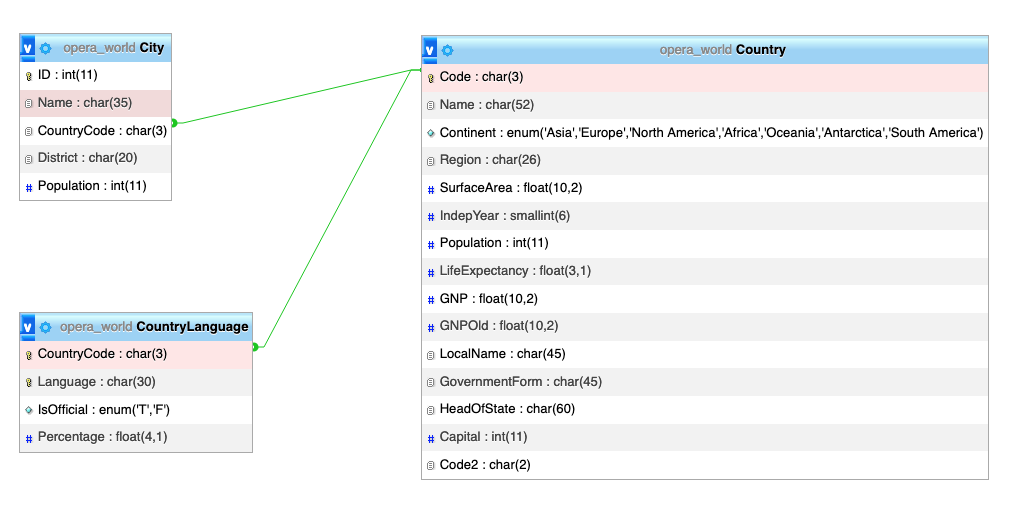 v opera_world City
ID : int(11)
Name : char(35)
CountryCode : char(3)
District : char(20)
# Population : int(11)
v opera_world CountryLanguage
CountryCode : char(3)
Language : char(30)
IsOfficial : enum('T','F')
# Percentage : float(4,1)
v opera_world Country
Code : char(3)
Name : char(52)
Continent : enum('Asia','Europe','North America','Africa','Oceania','Antarctica','South America')
Region : char(26)
# SurfaceArea : float(10,2)
# IndepYear : smallint(6)
# Population : int(11)
# LifeExpectancy : float(3,1)
# GNP : float(10,2)
# GNPOld : float(10,2)
LocalName : char(45)
GovernmentForm : char(45)
HeadOfState : char(60)
# Capital : int(11)
Code2 : char(2)